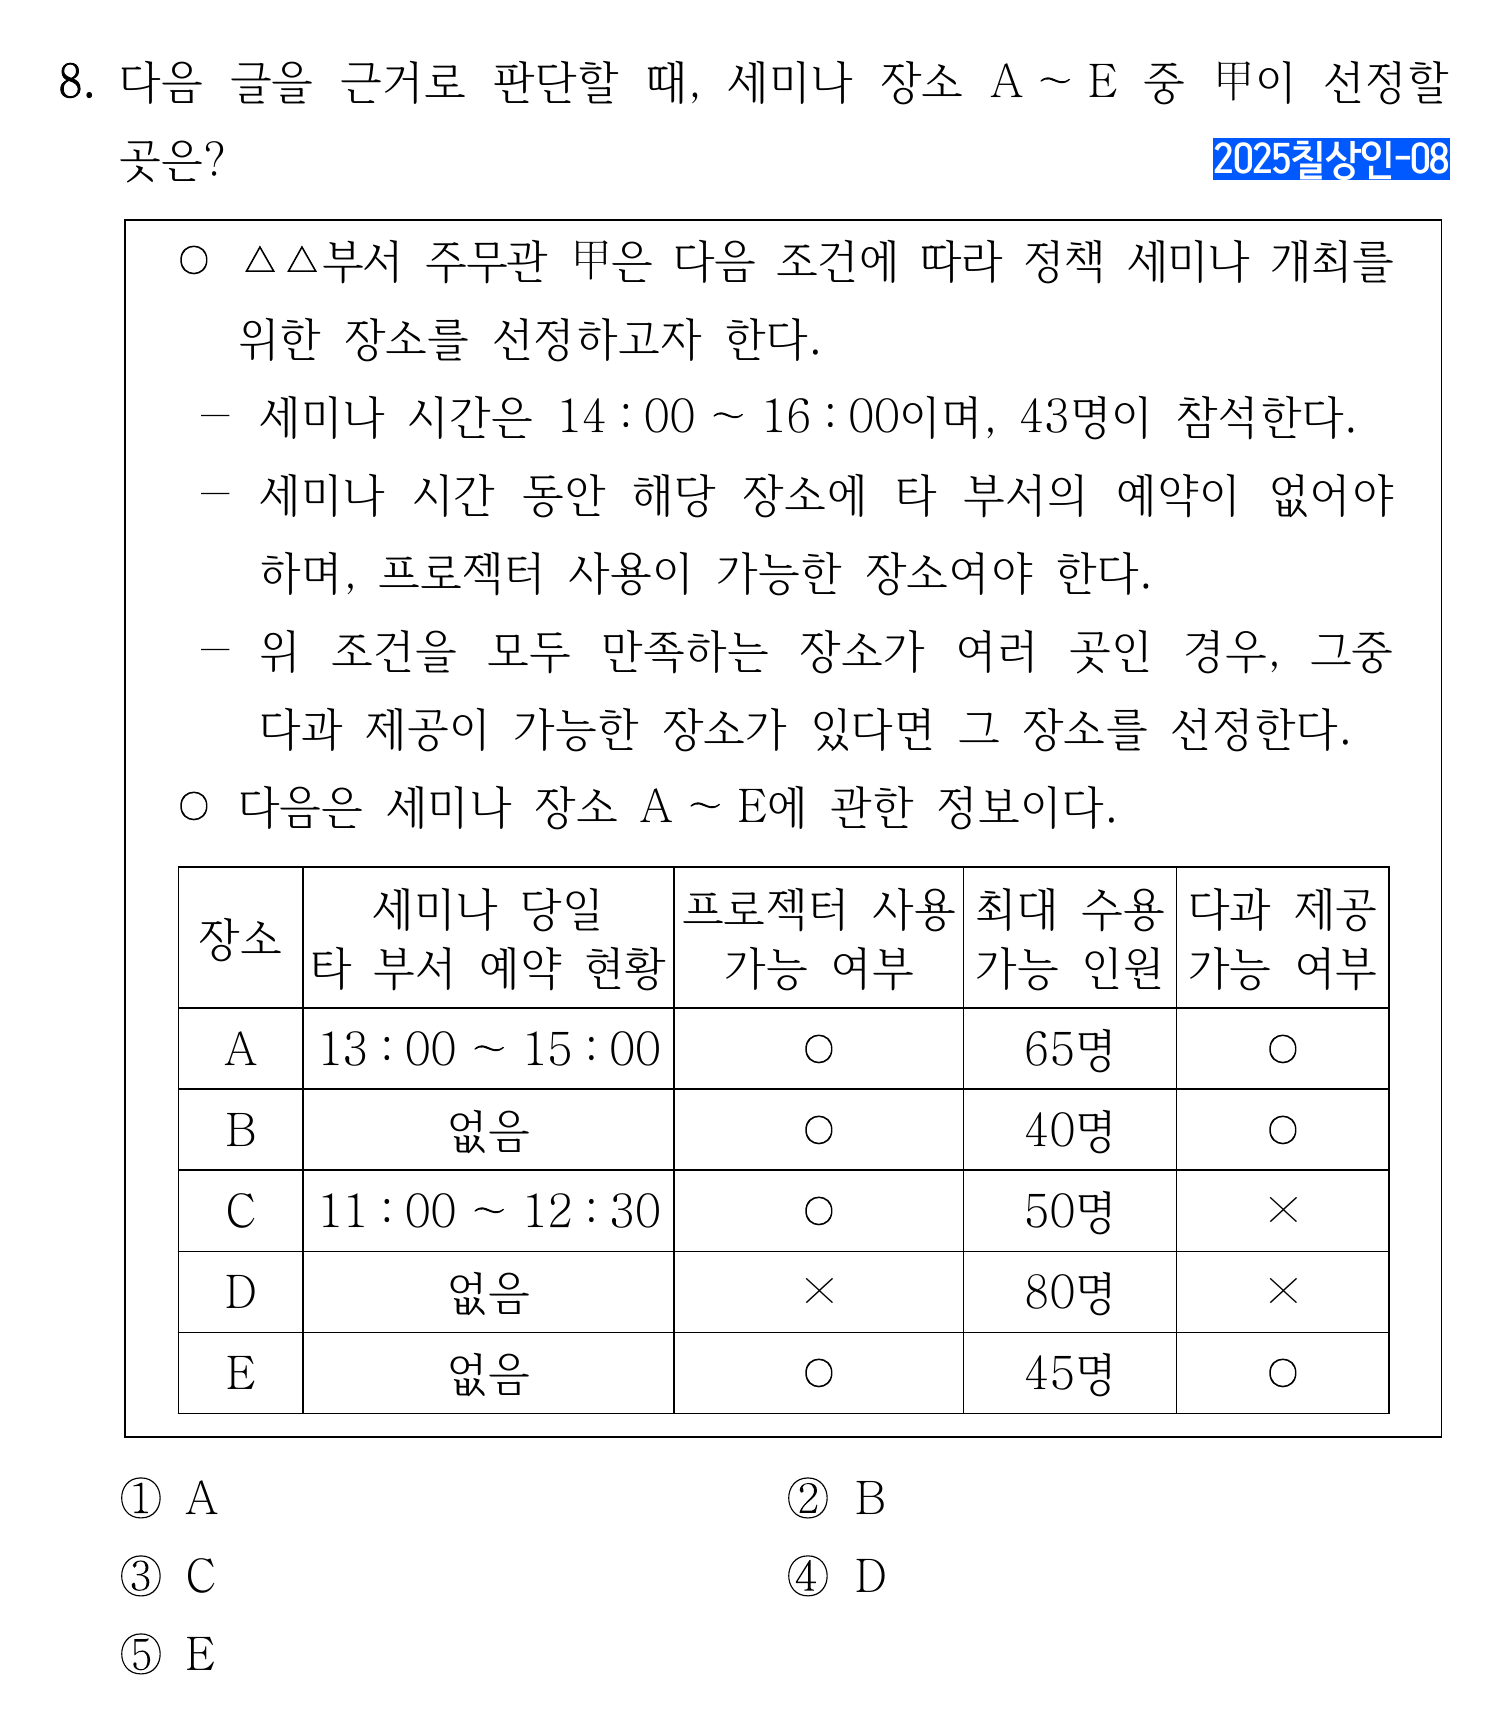 8. 다음 글을 근거로 판단할 때, 세미나 장소 A ~ E 중 甲이 선정할
곳은?
2025칠상인-08
○ △△부서 주무관 甲은 다음 조건에 따라 정책 세미나 개최를
위한 장소를 선정하고자 한다.
- 세미나 시간은 14 : 00 ~ 16 : 00이며, 43명이 참석한다.
- 세미나 시간 동안 해당 장소에 타 부서의 예약이 없어야
하며, 프로젝터 사용이 가능한 장소여야 한다.
- 위 조건을 모두 만족하는 장소가 여러 곳인 경우, 그중
다과 제공이 가능한 장소가 있다면 그 장소를 선정한다.
○ 다음은 세미나 장소 A ~ E에 관한 정보이다.
장소 세미나 당일 타 부서 예약 현황 프로젝터 사용 가능 여부 최대 수용 가능 인원 다과 제공 가능 여부
A 13 : 00 ~ 15 : 00 ○ 65명 ○
B 없음 ○ 40명 ○
C 11 : 00 ~ 12 : 30 ○ 50명 ×
D 없음 × 80명 ×
E 없음 ○ 45명 ○
① A ② B
③ C ④ D
⑤ E